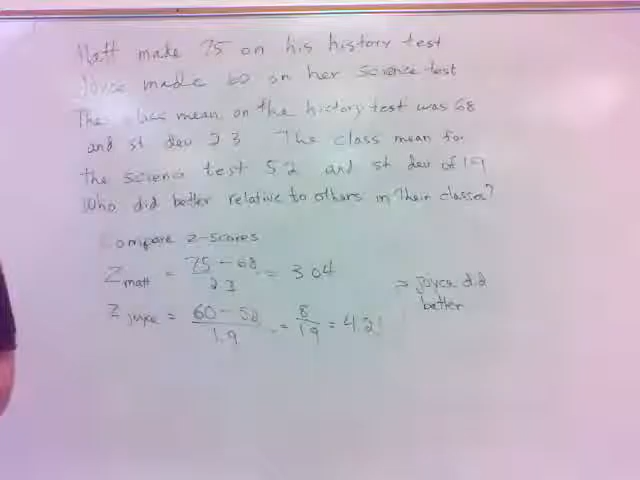 Matt made 75 on his history test
Joyce made 60 on her science test
The class mean on the history test was 68
and st dev 2.3 The class mean for
the science test 52 and st dev of 1.9
Who did better relative to others in their classes?
Compare z-scores
Z matt = 75 - 68 / 2.3 = 3.04
Z joyce = 60 - 52 / 1.9 = 8 / 1.9 = 4.21
⇒ joyce did
better